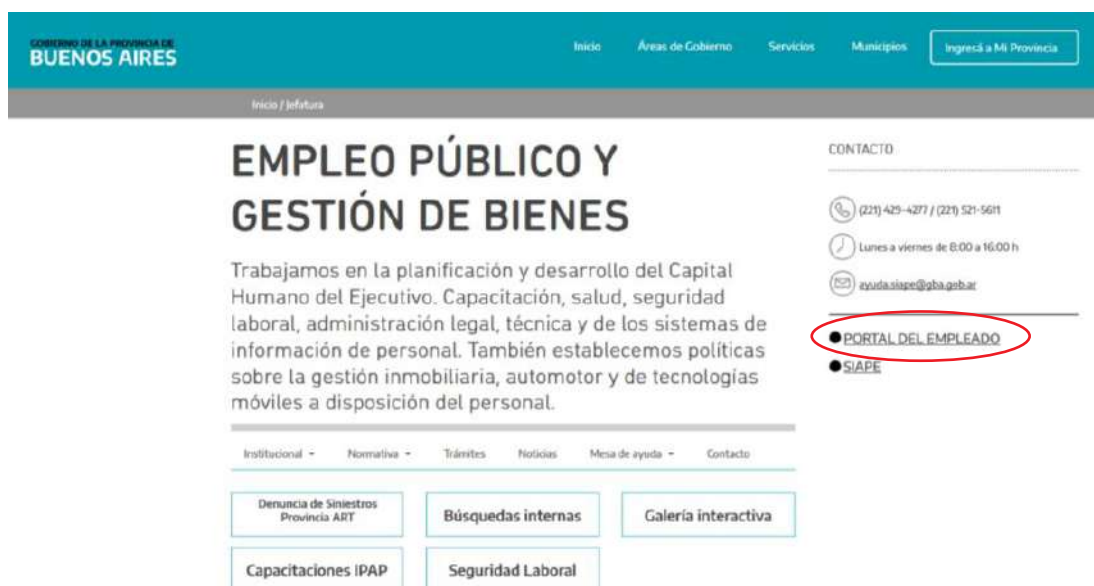 GOBIERNO DE LA PROVINCIA DE
BUENOS AIRES
Inicio
Áreas de Gobierno
Servicios
Municipios
Ingresá a Mi Provincia
Inicio / Jefatura
EMPLEO PÚBLICO Y
GESTIÓN DE BIENES
Trabajamos en la planificación y desarrollo del Capital
Humano del Ejecutivo. Capacitación, salud, seguridad
laboral, administración legal, técnica y de los sistemas de
información de personal. También establecemos políticas
sobre la gestión inmobiliaria, automotor y de tecnologías
móviles a disposición del personal.
Institucional
Normativa
Trámites
Noticias
Mesa de ayuda
Contacto
Denuncia de Siniestros
Provincia ART
Búsquedas internas
Galería interactiva
Capacitaciones IPAP
Seguridad Laboral
CONTACTO
(221) 429-4277 / (221) 521-5611
Lunes a viernes de 8:00 a 16:00 h
ayuda.siape@gba.gob.ar
PORTAL DEL EMPLEADO
SIAPE